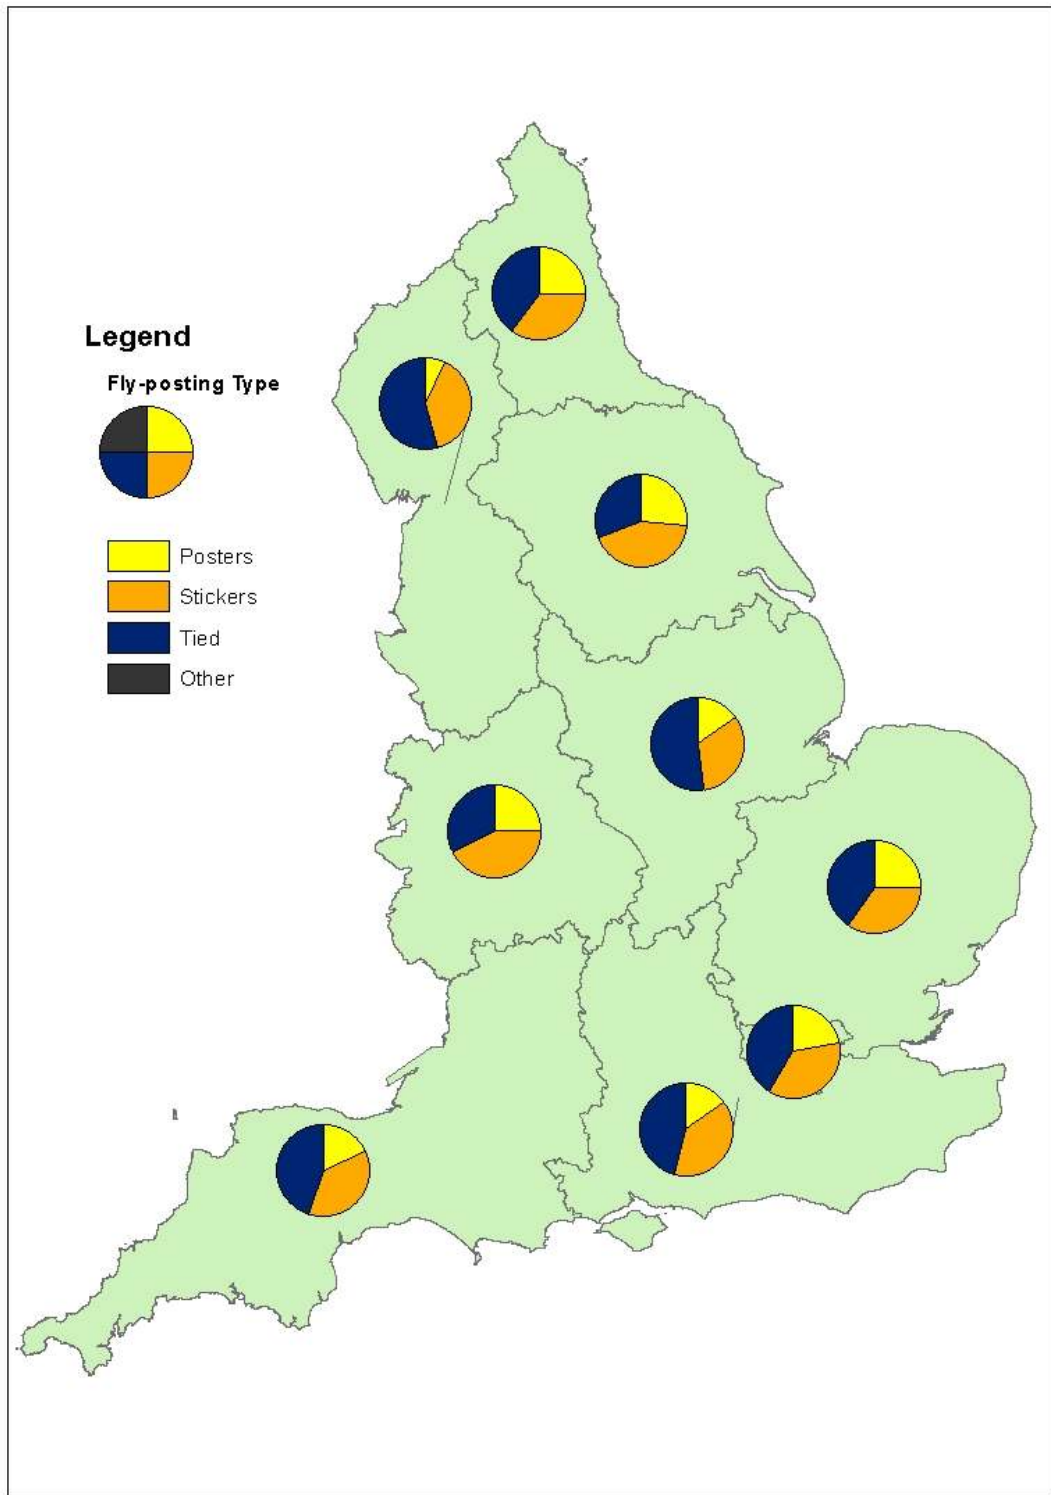 Legend
Fly-posting Type
Posters
Stickers
Tied
Other